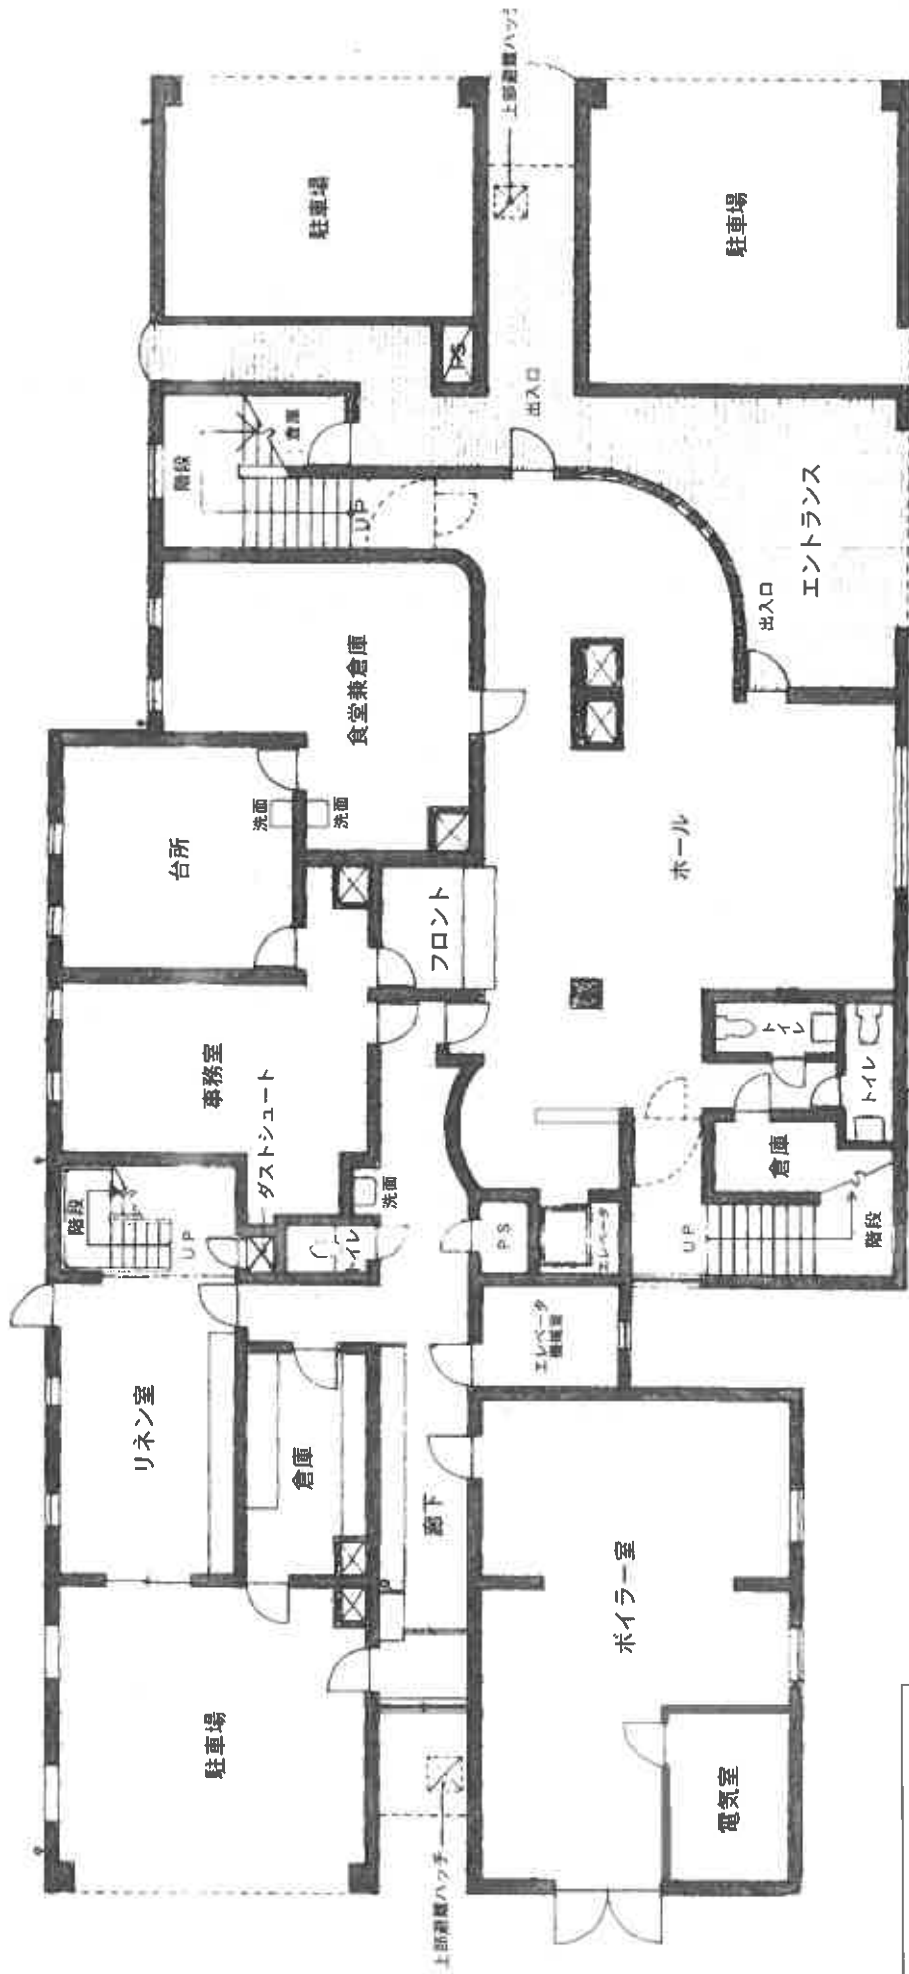 駐車場
上部避難ハッチ
リネン室
倉庫
階段
UP
ダストシュート
事務室
台所
洗面
洗面
食堂兼倉庫
階段
UP
倉庫
駐車場
PS
上部避難ハッチ
廊下
トイレ
洗面
フロント
出入口
ボイラー室
電気室
エレベータ
機械室
PS
エレベータ
UP
階段
倉庫
トイレ
トイレ
ホール
出入口
エントランス
駐車場